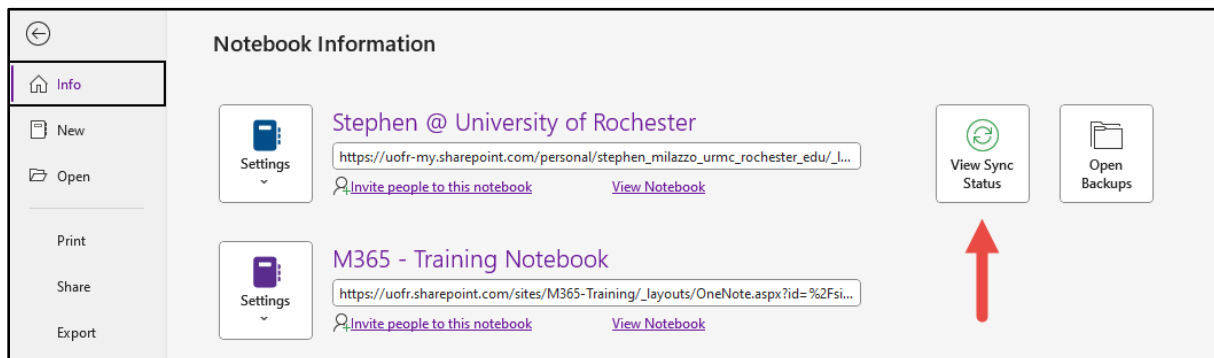 Notebook Information
Info
New
Open
Print
Share
Export
Settings
Stephen @ University of Rochester
https://uofr-my.sharepoint.com/personal/stephen_milazzo_urmc_rochester_edu/_l...
Invite people to this notebook
View Notebook
Settings
M365 - Training Notebook
https://uofr.sharepoint.com/sites/M365-Training/_layouts/OneNote.aspx?id=%2Fsi...
Invite people to this notebook
View Notebook
View Sync
Status
Open
Backups